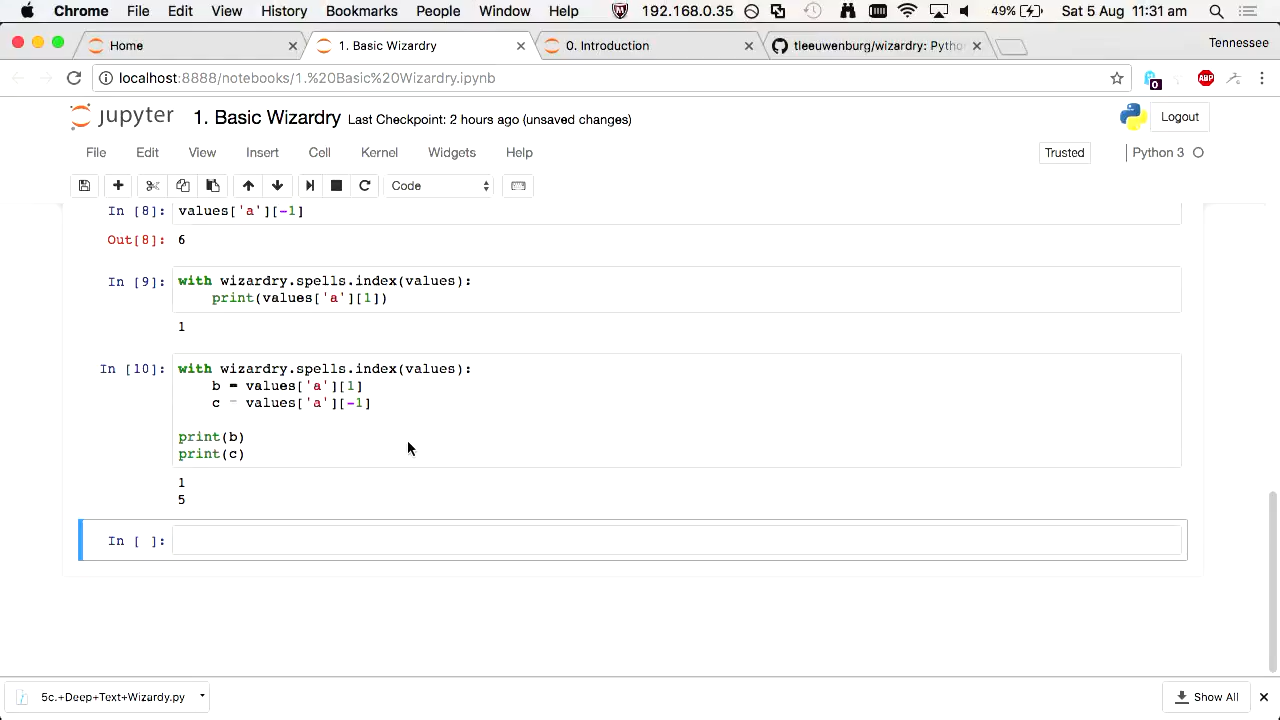 Chrome File Edit View History Bookmarks People Window Help 192.168.0.35 49% Sat 5 Aug 11:31 am
Home 1. Basic Wizardry 0. Introduction tleeuwenburg/wizardry: Pytho Tennessee
localhost:8888/notebooks/1.%20Basic%20Wizardry.ipynb 0 ABP
jupyter 1. Basic Wizardry Last Checkpoint: 2 hours ago (unsaved changes) Logout
File Edit View Insert Cell Kernel Widgets Help Trusted Python 3
Code
In [8]: values['a'][-1]
Out[8]: 6
In [9]: with wizardry.spells.index(values):
print(values['a'][1])
1
In [10]: with wizardry.spells.index(values):
b = values['a'][1]
c = values['a'][-1]
print(b)
print(c)
1
5
In [ ]:
5c.+Deep+Text+Wizardy.py Show All